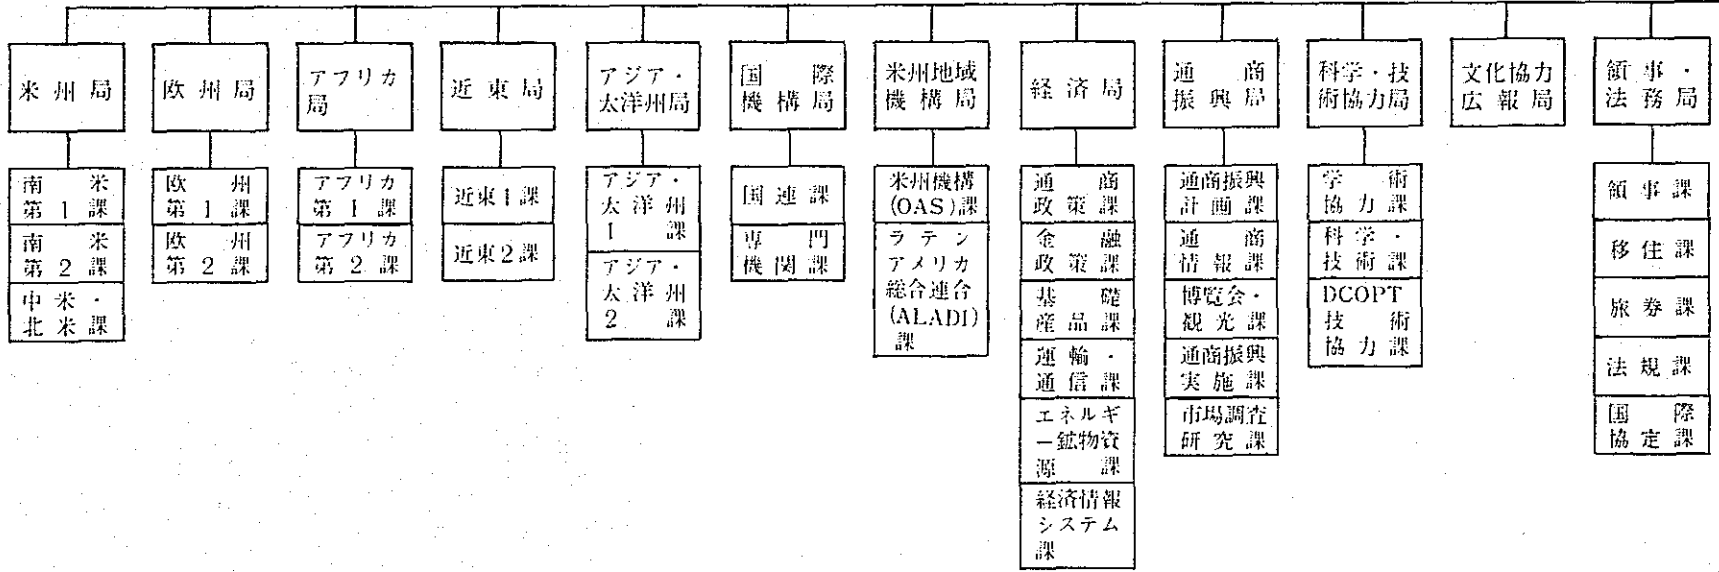 米州局
欧州局
アフリカ
局
近東局
アジア・
太洋州局
国際
機構局
米州地域
機構局
経済局
通商
振興局
科学・技
術協力局
文化協力
広報局
領事・
法務局
南米
第1課
南米
第2課
中米・
北米課
欧州
第1課
欧州
第2課
アフリカ
第1課
アフリカ
第2課
近東1課
近東2課
アジア・
太洋州
1課
アジア・
太洋州
2課
国連課
専門
機関課
米州機構
(OAS)課
ラテン
アメリカ
総合連合
(ALADI)
課
通商
政策課
金融
政策課
基礎
産品課
運輸・
通信課
エネルギ
ー鉱物資
源課
経済情報
システム
課
通商振興
計画課
通商
情報課
博覧会・
観光課
通商振興
実施課
市場調査
研究課
学術
協力課
科学・
技術課
DCOPT
技術
協力課
領事課
移住課
旅券課
法規課
国際
協定課